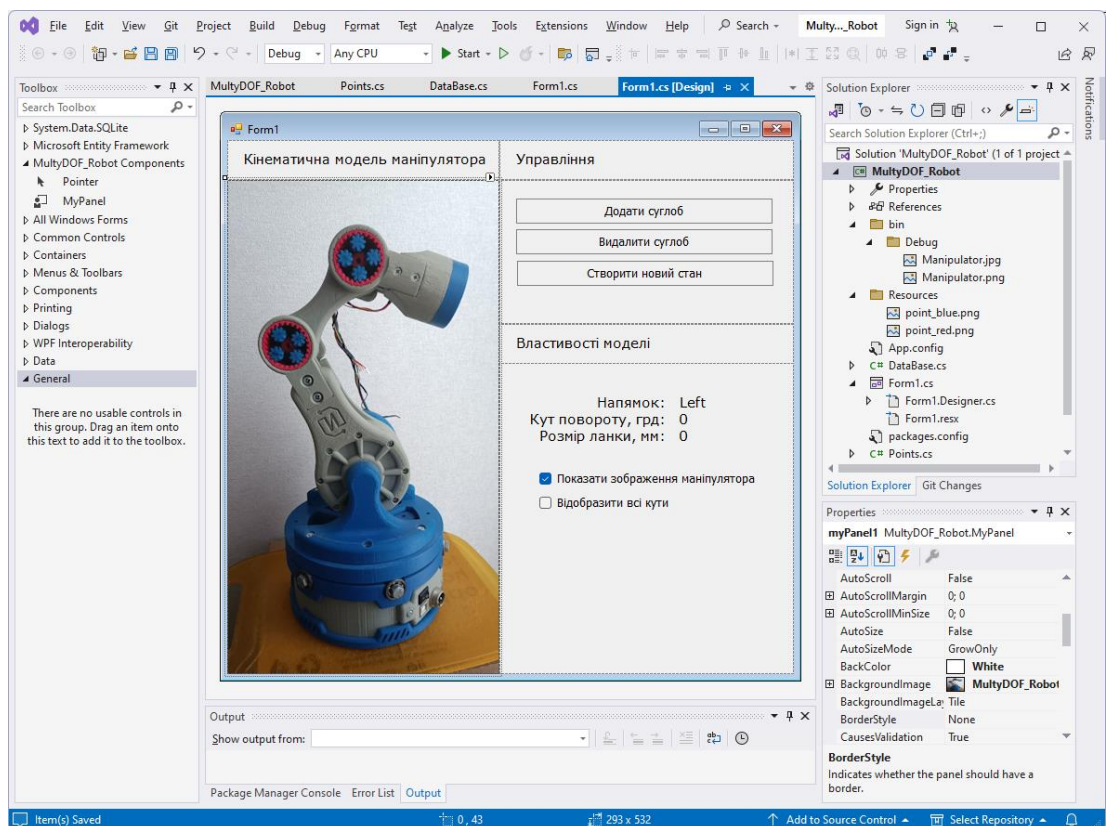 File Edit View Git Project Build Debug Format Test Analyze Tools Extensions Window Help Search Multy..._Robot Sign in
Debug Any CPU Start
Toolbox
Search Toolbox
System.Data.SQLite
Microsoft Entity Framework
MultyDOF_Robot Components
Pointer
MyPanel
All Windows Forms
Common Controls
Containers
Menus & Toolbars
Components
Printing
Dialogs
WPF Interoperability
Data
General
There are no usable controls in
this group. Drag an item onto
this text to add it to the toolbox.
MultyDOF_Robot Points.cs DataBase.cs Form1.cs Form1.cs [Design]
Form1
Кінематична модель маніпулятора
Управління
Додати суглоб
Видалити суглоб
Створити новий стан
Властивості моделі
Напямок: Left
Кут повороту, грд: 0
Розмір ланки, мм: 0
Показати зображення маніпулятора
Відобразити всі кути
Output
Show output from:
Package Manager Console Error List Output
Solution Explorer
Search Solution Explorer (Ctrl+;)
Solution 'MultyDOF_Robot' (1 of 1 project
MultyDOF_Robot
Properties
References
bin
Debug
Manipulator.jpg
Manipulator.png
Resources
point_blue.png
point_red.png
App.config
C# DataBase.cs
Form1.cs
Form1.Designer.cs
Form1.resx
packages.config
C# Points.cs
Solution Explorer Git Changes
Properties
myPanel1 MultyDOF_Robot.MyPanel
AutoScroll False
AutoScrollMargin 0; 0
AutoScrollMinSize 0; 0
AutoSize False
AutoSizeMode GrowOnly
BackColor White
BackgroundImage MultyDOF_Robot
BackgroundImageLa Tile
BorderStyle None
CausesValidation True
BorderStyle
Indicates whether the panel should have a
border.
Notifications
Item(s) Saved 0 , 43 293 x 532 Add to Source Control Select Repository